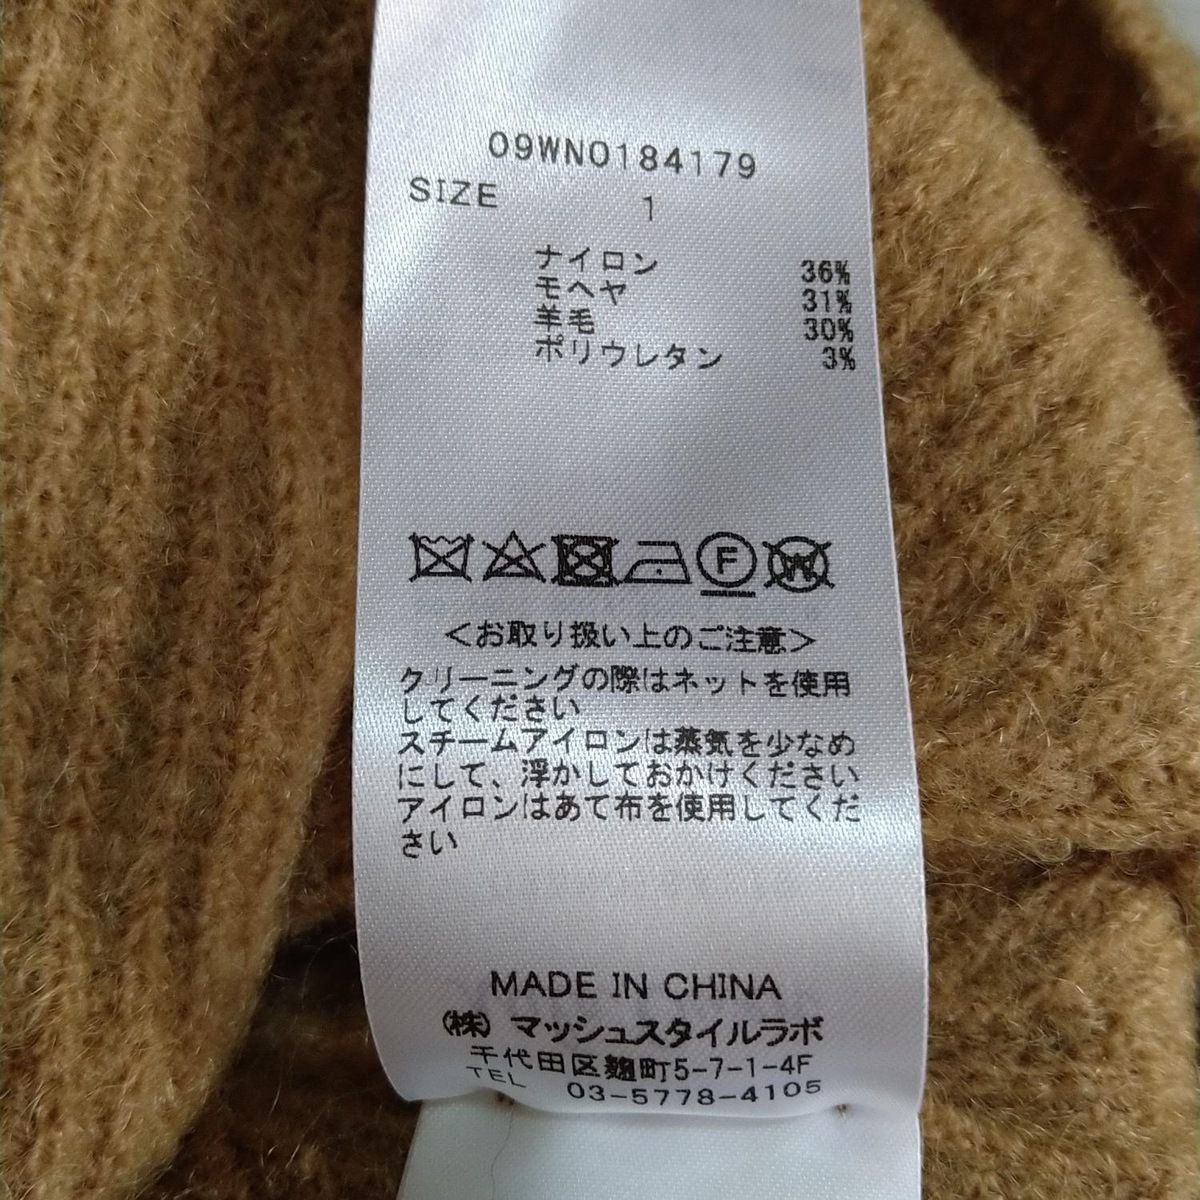 09WN0184179
SIZE 1
ナイロン 36%
モヘヤ 31%
羊毛 30%
ポリウレタン 3%
F W
<お取り扱い上のご注意>
クリーニングの際はネットを使用
してください
スチームアイロンは蒸気を少なめ
にして、浮かしておかけください
アイロンはあて布を使用してくだ
さい
MADE IN CHINA
(株) マッシュスタイルラボ
千代田区麹町5-7-1-4F
TEL 03-5778-4105